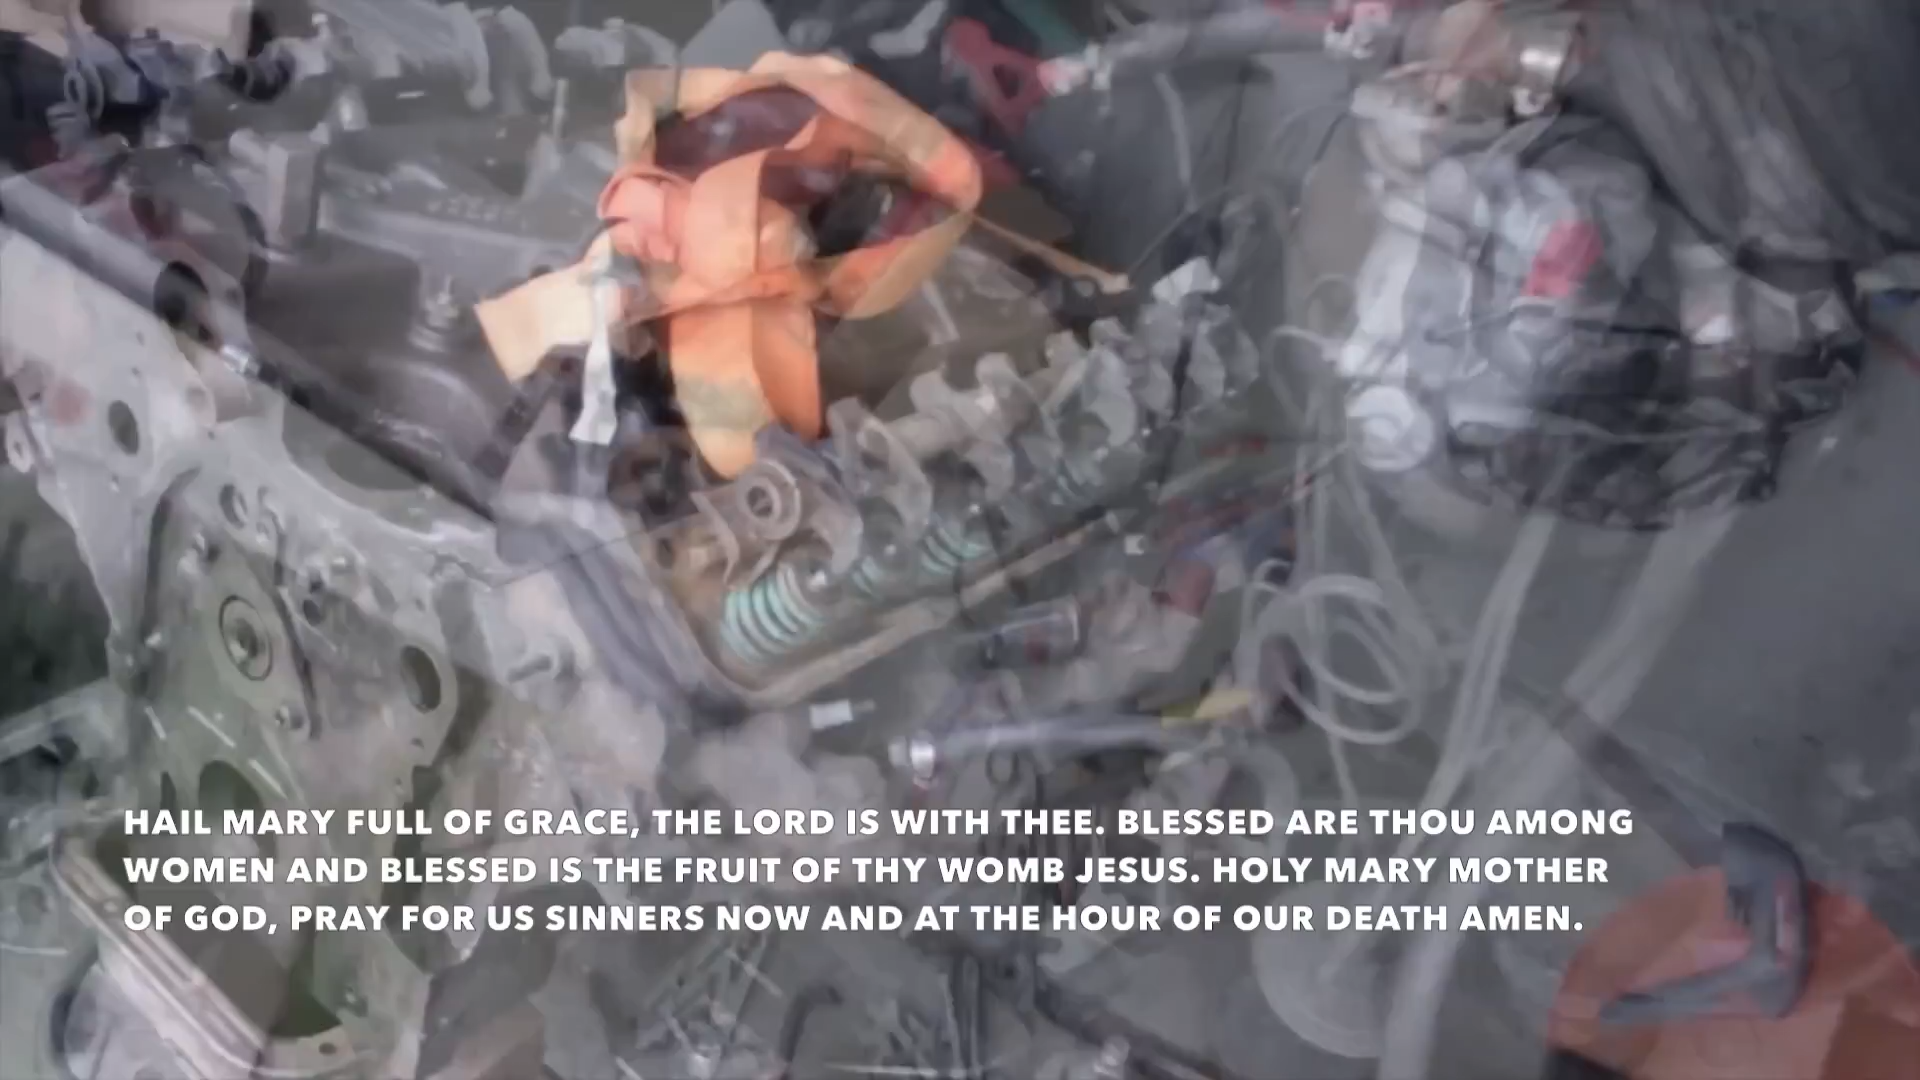 HAIL MARY FULL OF GRACE, THE LORD IS WITH THEE. BLESSED ARE THOU AMONG
WOMEN AND BLESSED IS THE FRUIT OF THY WOMB JESUS. HOLY MARY MOTHER
OF GOD, PRAY FOR US SINNERS NOW AND AT THE HOUR OF OUR DEATH AMEN.